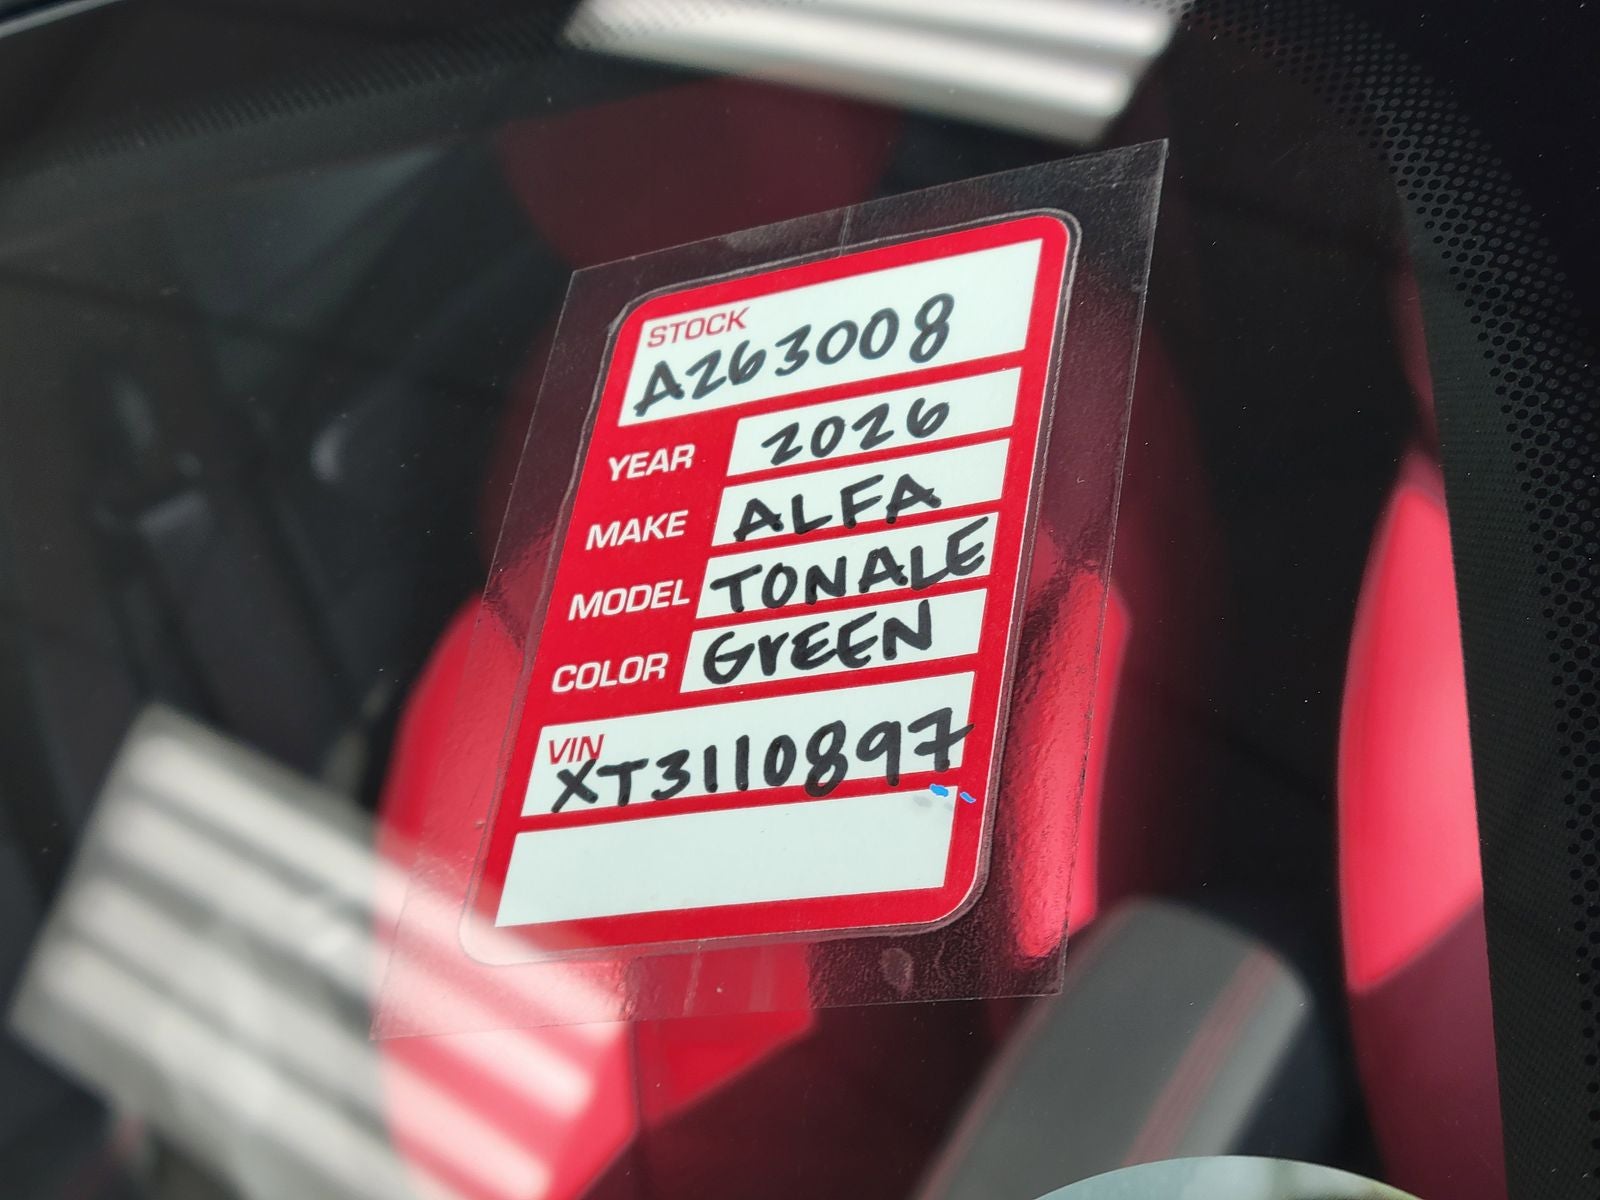 STOCK
A263008
YEAR 2026
MAKE ALFA
MODEL TONALE
COLOR GrEEN
VIN
XT3110897